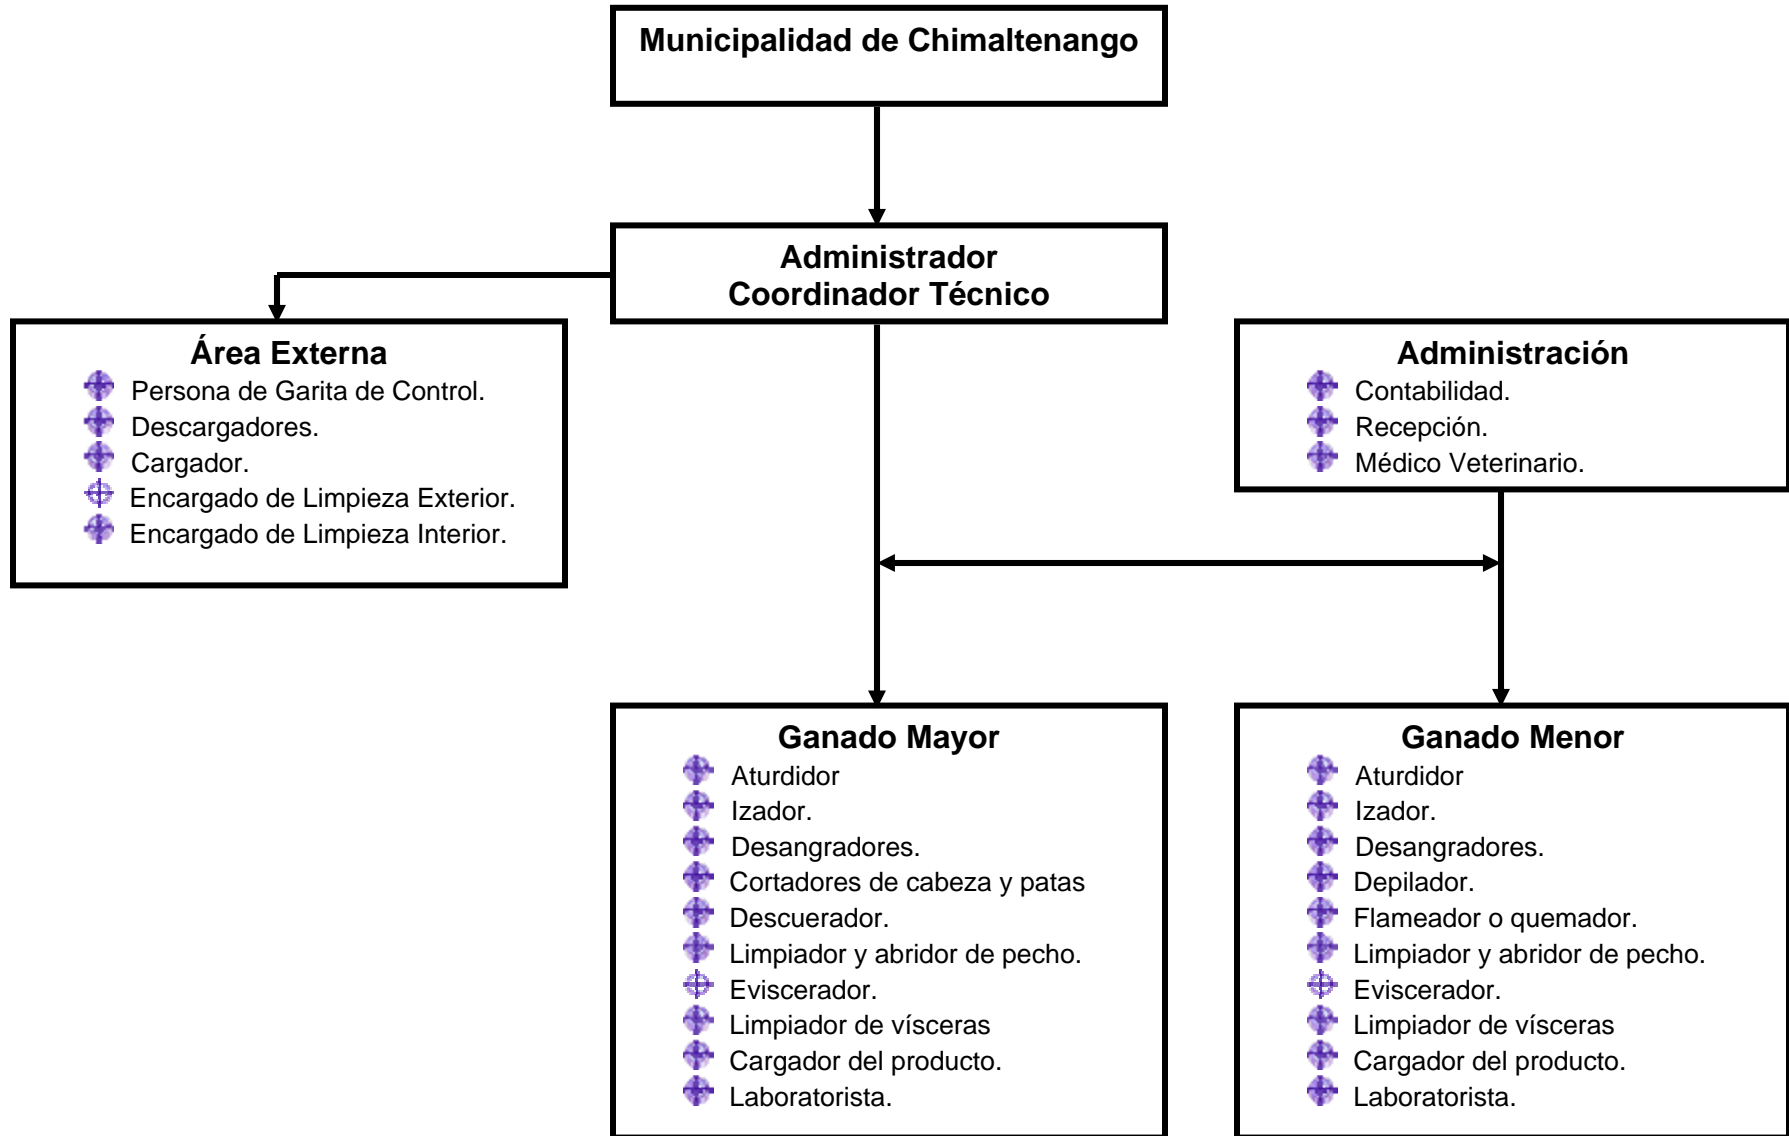 Municipalidad de Chimaltenango
Administrador
Coordinador Técnico
Área Externa
Persona de Garita de Control.
Descargadores.
Cargador.
Encargado de Limpieza Exterior.
Encargado de Limpieza Interior.
Administración
Contabilidad.
Recepción.
Médico Veterinario.
Ganado Mayor
Aturdidor
Izador.
Desangradores.
Cortadores de cabeza y patas
Descuerador.
Limpiador y abridor de pecho.
Eviscerador.
Limpiador de vísceras
Cargador del producto.
Laboratorista.
Ganado Menor
Aturdidor
Izador.
Desangradores.
Depilador.
Flameador o quemador.
Limpiador y abridor de pecho.
Eviscerador.
Limpiador de vísceras
Cargador del producto.
Laboratorista.